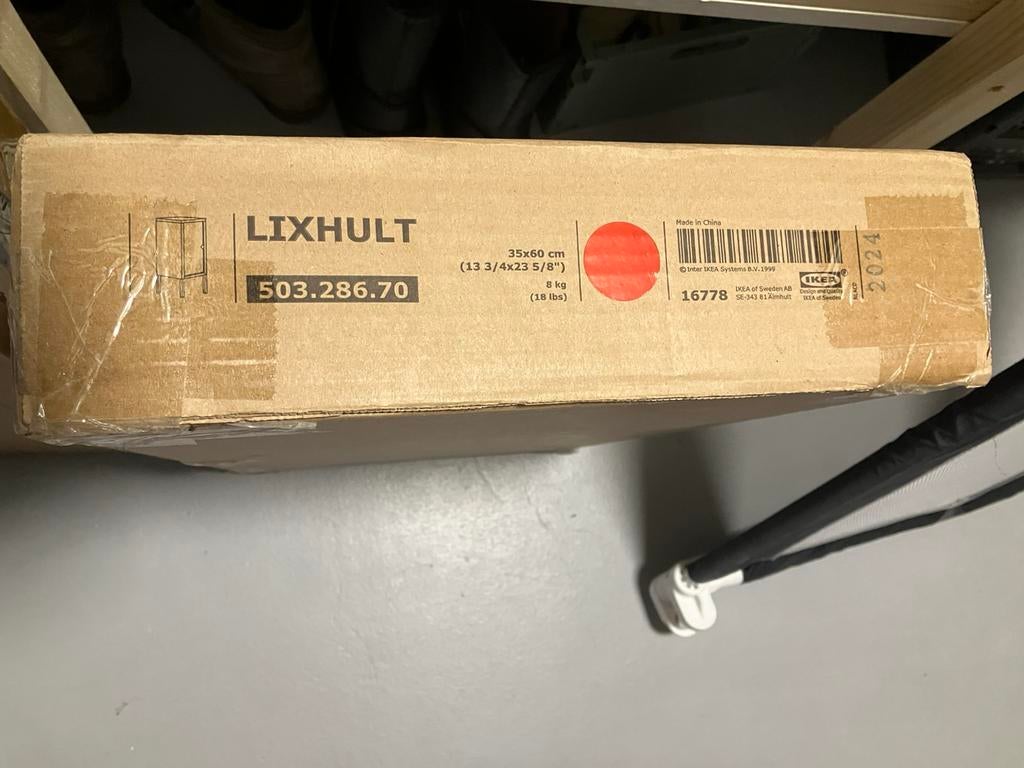 LIXHULT
503.286.70
35x60 cm
(13 3/4x23 5/8")
8 kg
(18 lbs)
Made in China
© Inter IKEA Systems B.V. 1999
16778
IKEA of Sweden AB
SE-343 81 Älmhult
IKEA®
Design and Quality
IKEA of Sweden
2024